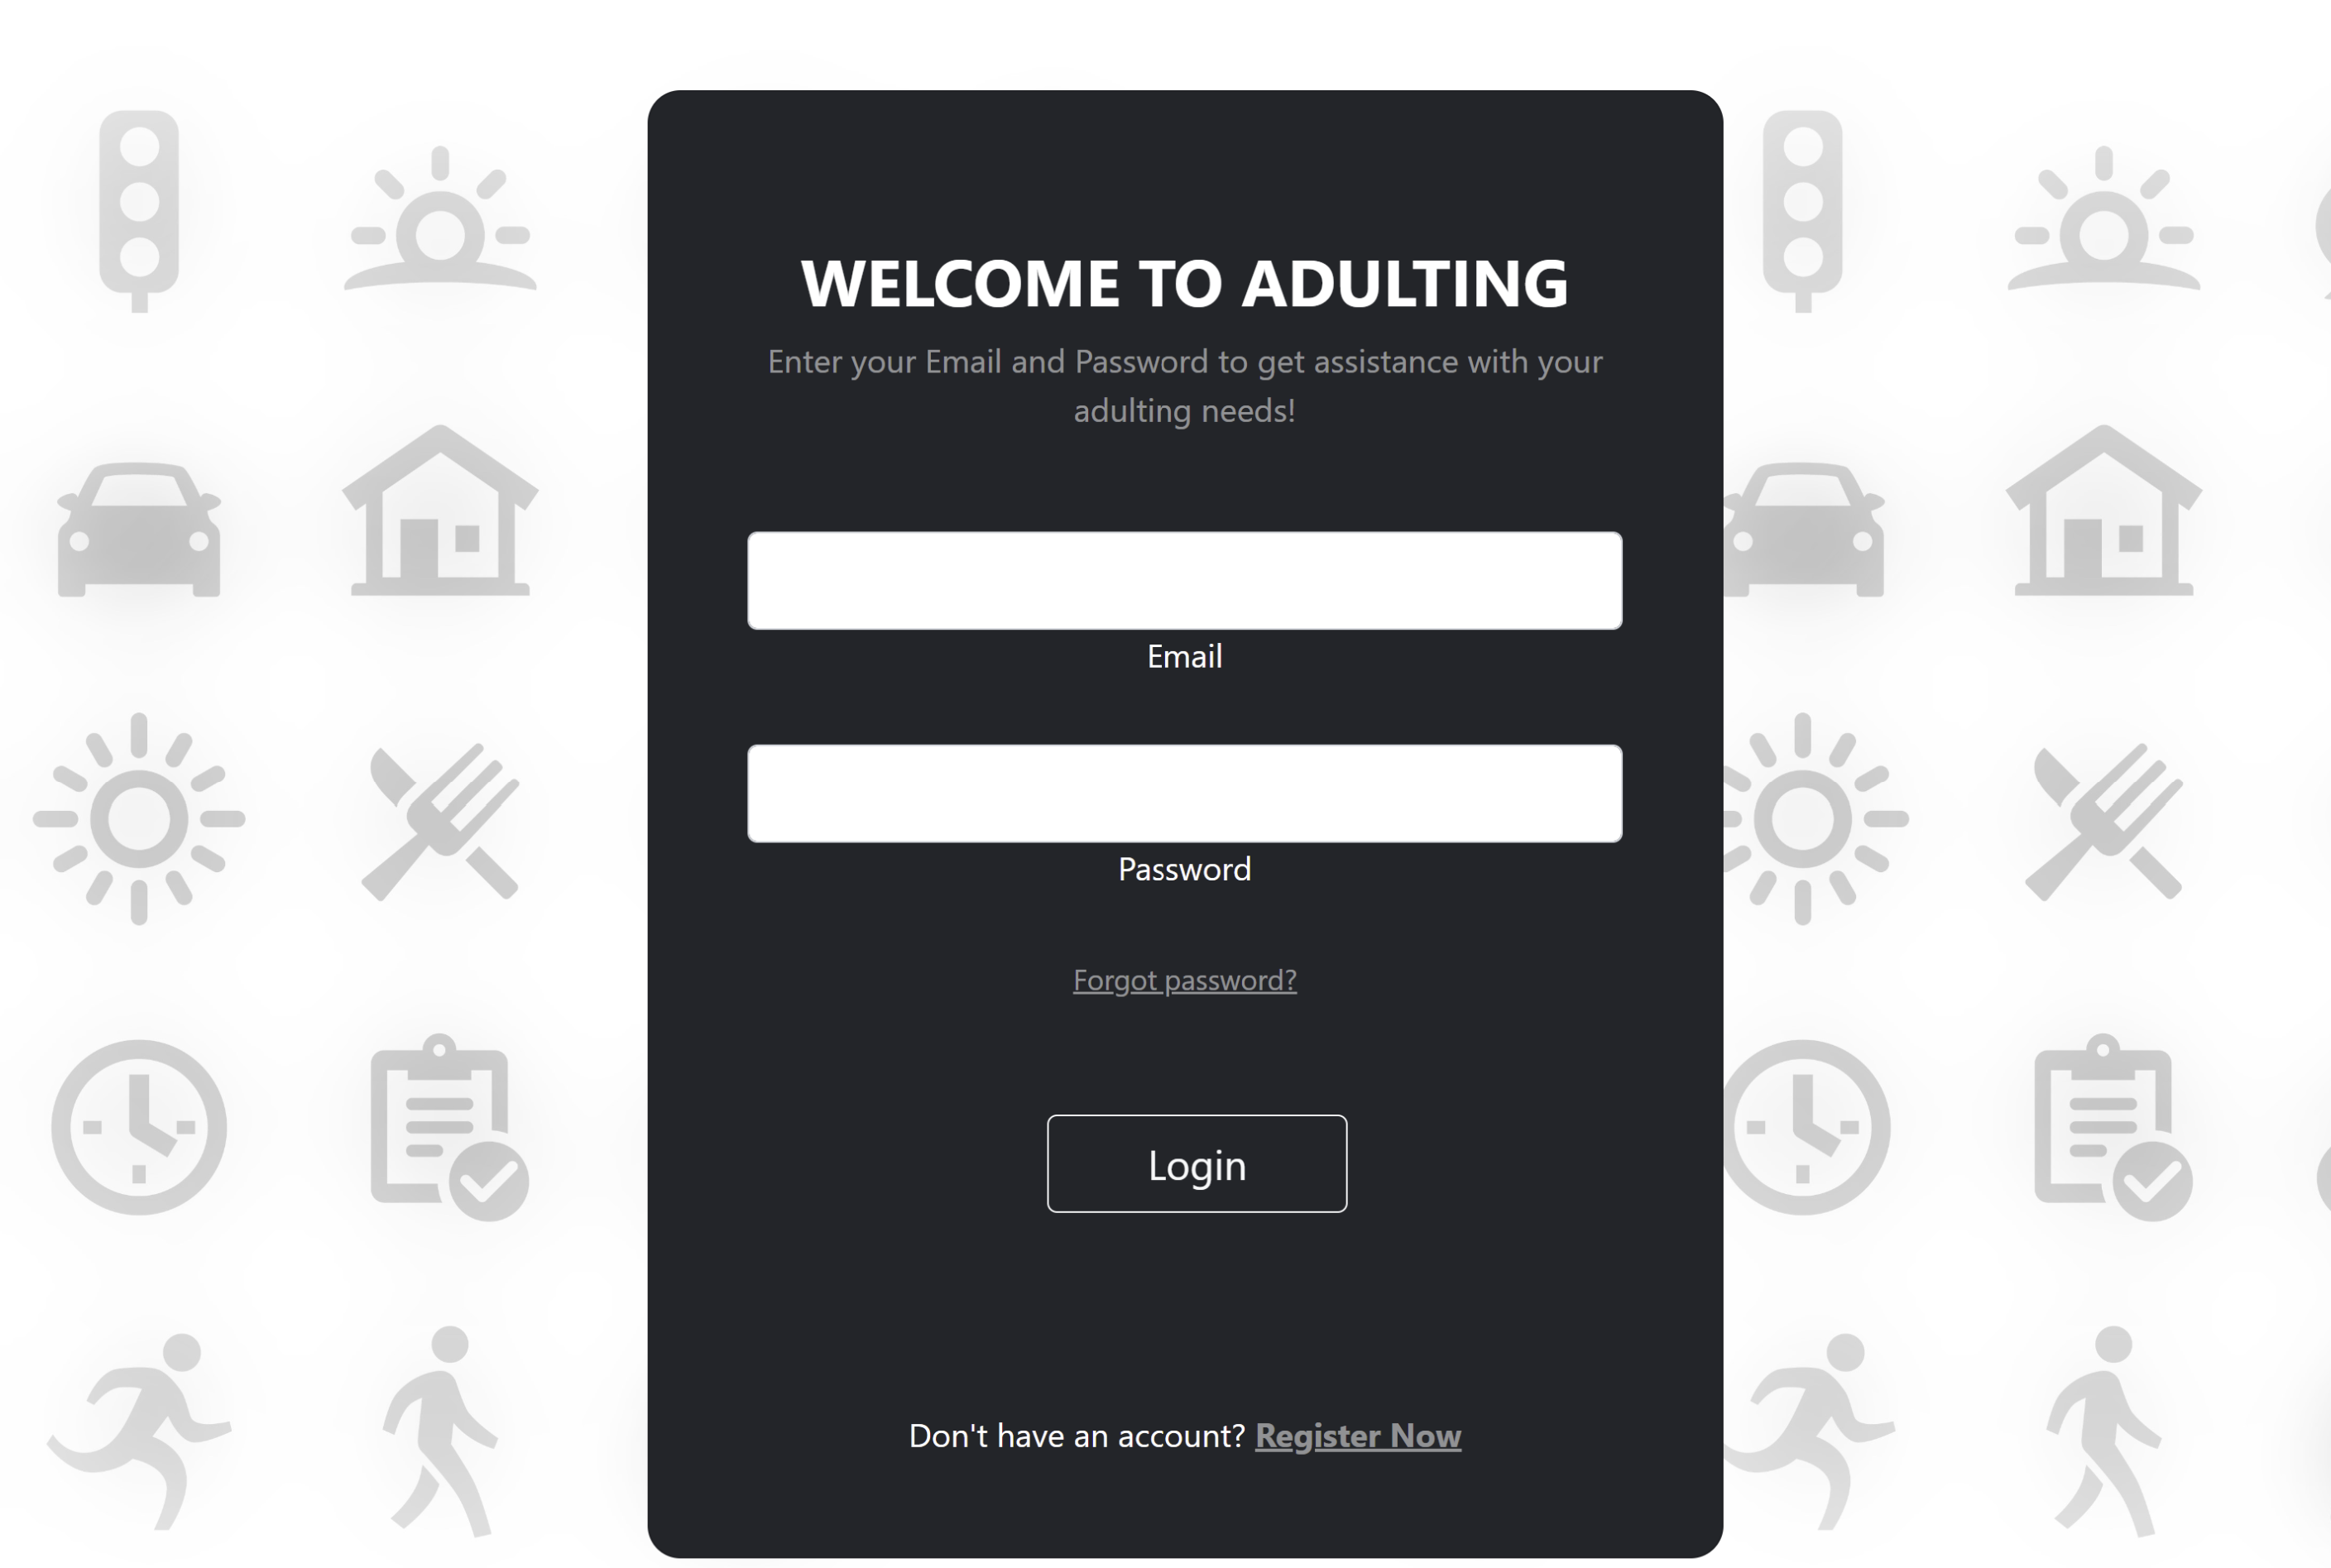 WELCOME TO ADULTING
Enter your Email and Password to get assistance with your
adulting needs!
Email
Password
Forgot password?
Login
Don't have an account? Register Now